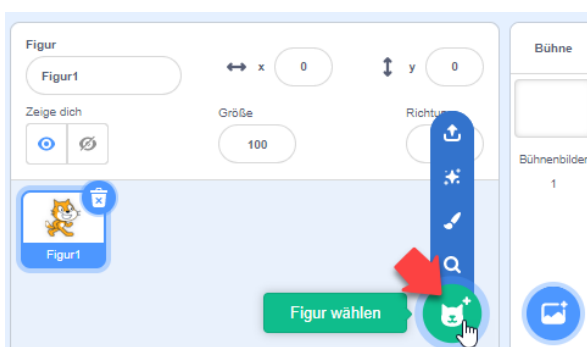 Figur
Figur1
x 0
y 0
Zeige dich
Größe
100
Figur1
Figur wählen
Bühne
Bühnenbilder
1